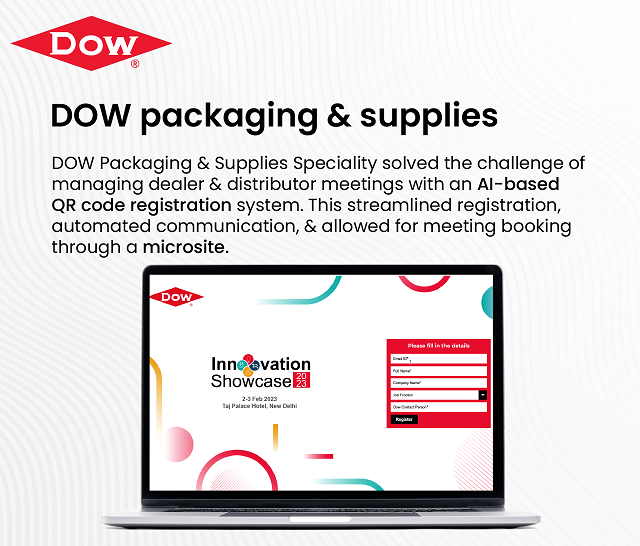 DOW
®
DOW packaging & supplies
DOW Packaging & Supplies Speciality solved the challenge of
managing dealer & distributor meetings with an AI-based
QR code registration system. This streamlined registration,
automated communication, & allowed for meeting booking
through a microsite.
DOW
®
Innovation
Showcase 2023
2-3 Feb 2023
Taj Palace Hotel, New Delhi
Please fill in the details
Email ID*
Full Name*
Company Name*
Job Function
Dow Contact Person*
Register